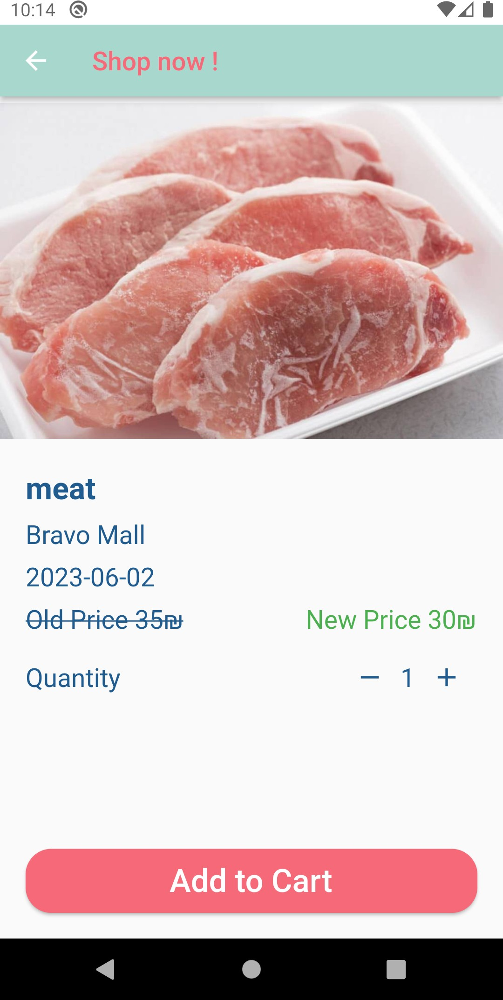 10:14
Shop now !
meat
Bravo Mall
2023-06-02
Old Price 35₪ New Price 30₪
Quantity 1
Add to Cart